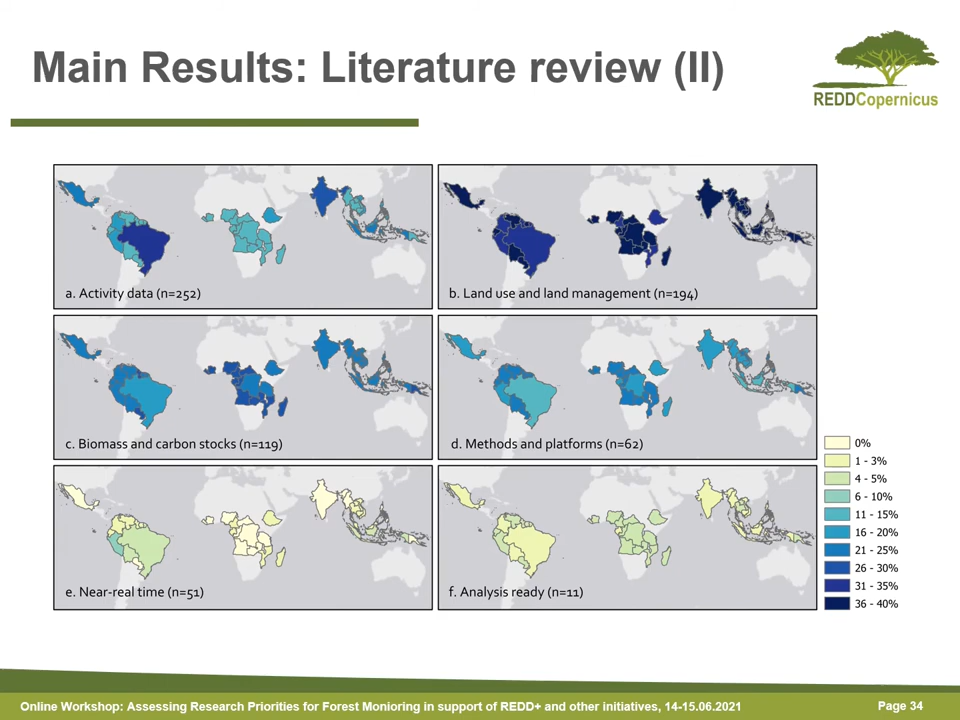 Main Results: Literature review (II)
REDDCopernicus
a. Activity data (n=252)
b. Land use and land management (n=194)
c. Biomass and carbon stocks (n=119)
d. Methods and platforms (n=62)
e. Near-real time (n=51)
f. Analysis ready (n=11)
0%
1 - 3%
4 - 5%
6 - 10%
11 - 15%
16 - 20%
21 - 25%
26 - 30%
31 - 35%
36 - 40%
Online Workshop: Assessing Research Priorities for Forest Monioring in support of REDD+ and other initiatives, 14-15.06.2021
Page 34